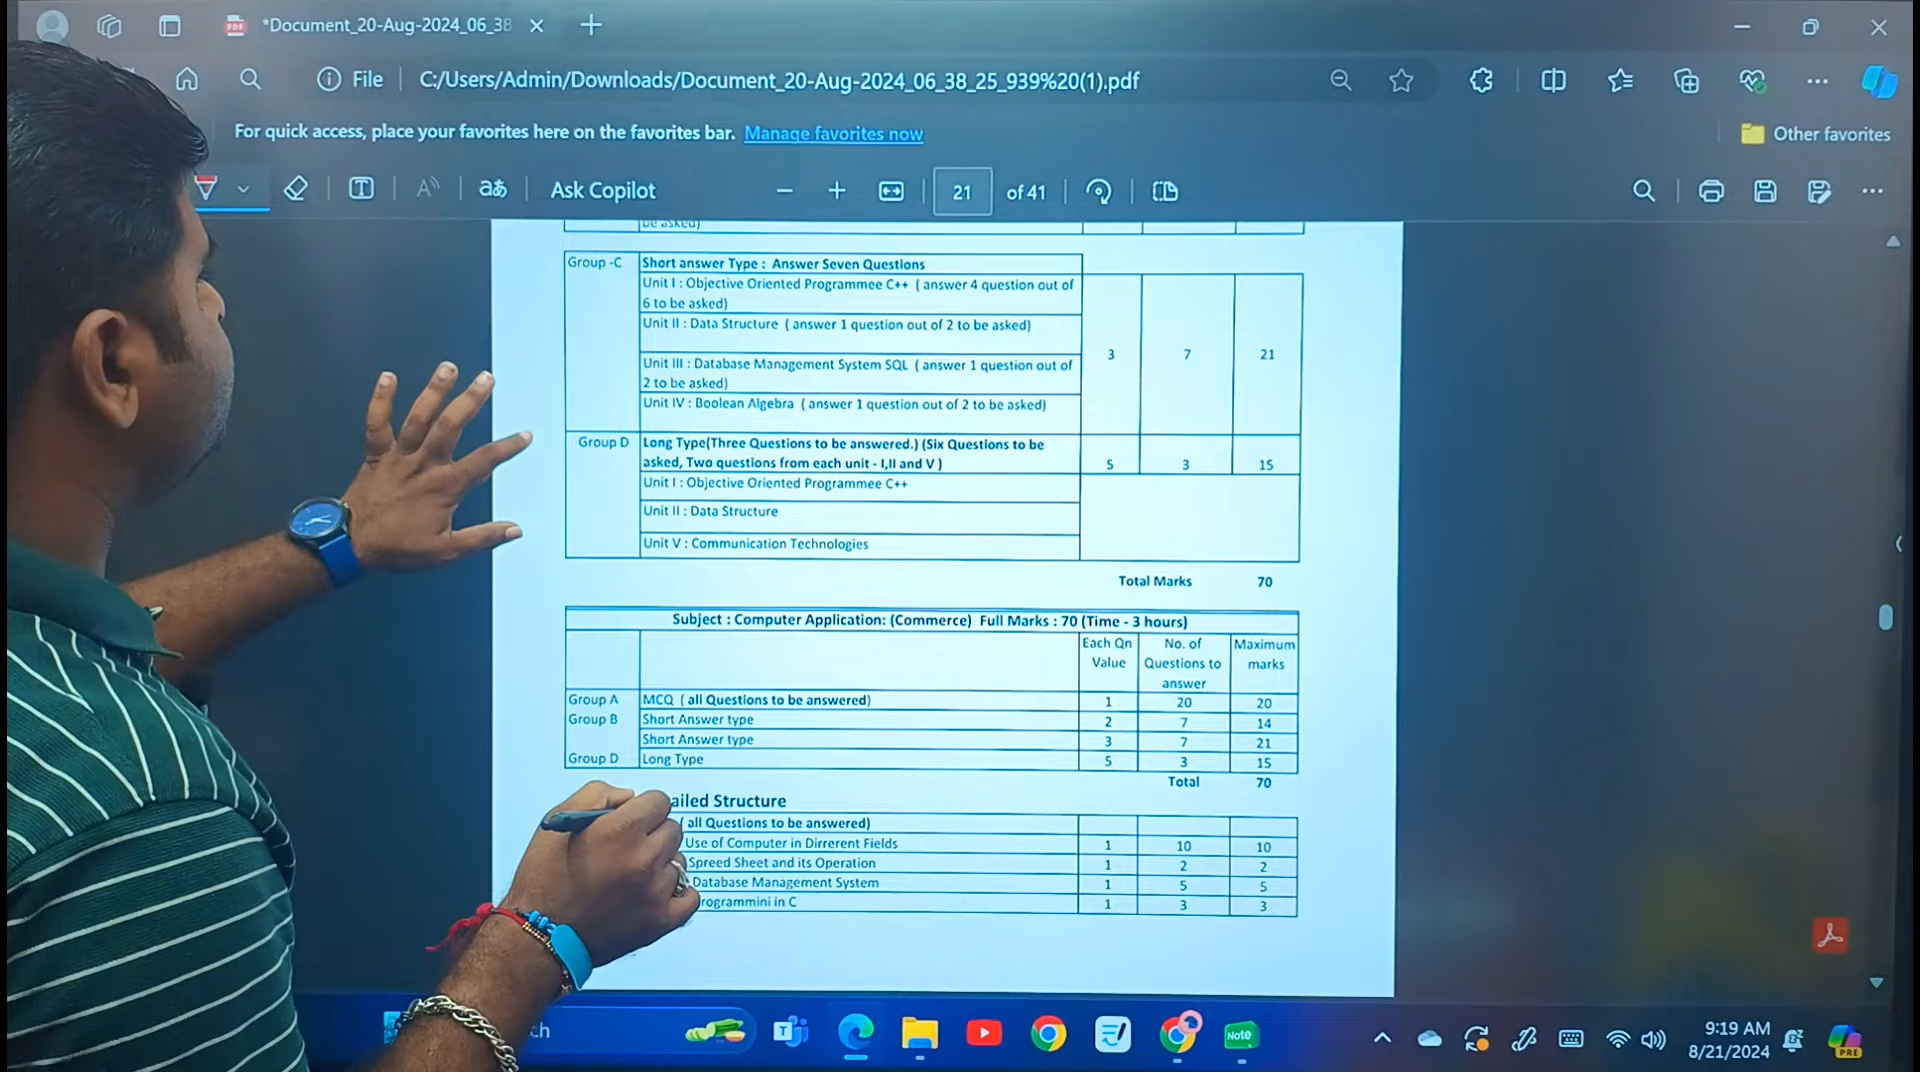 *Document_20-Aug-2024_06_38
File
C:/Users/Admin/Downloads/Document_20-Aug-2024_06_38_25_939%20(1).pdf
For quick access, place your favorites here on the favorites bar. Manage favorites now
Other favorites
Ask Copilot
21
of 41
be asked)
Group -C
Short answer Type : Answer Seven Questions
Unit I : Objective Oriented Programmee C++ ( answer 4 question out of
6 to be asked)
Unit II : Data Structure ( answer 1 question out of 2 to be asked)
3 7 21
Unit III : Database Management System SQL ( answer 1 question out of
2 to be asked)
Unit IV : Boolean Algebra ( answer 1 question out of 2 to be asked)
Group D
Long Type(Three Questions to be answered.) (Six Questions to be
asked, Two questions from each unit - I,II and V )
5 3 15
Unit I : Objective Oriented Programmee C++
Unit II : Data Structure
Unit V : Communication Technologies
Total Marks 70
Subject : Computer Application: (Commerce) Full Marks : 70 (Time - 3 hours)
Each Qn
Value
No. of
Questions to
answer
Maximum
marks
Group A MCQ ( all Questions to be answered) 1 20 20
Group B Short Answer type 2 7 14
Short Answer type 3 7 21
Group D Long Type 5 3 15
Total 70
ailed Structure
( all Questions to be answered)
Use of Computer in Dirrerent Fields 1 10 10
Spreed Sheet and its Operation 1 2 2
Database Management System 1 5 5
rogrammini in C 1 3 3
ch
Note
PRE
9:19 AM
8/21/2024